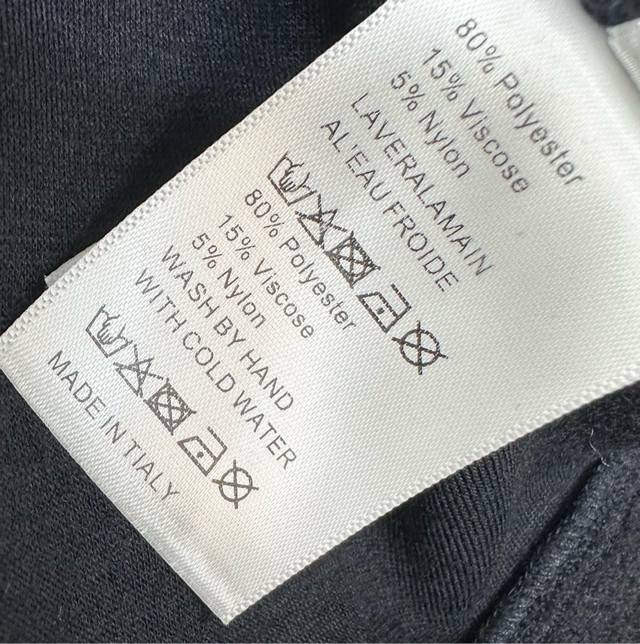 80% Polyester
15% Viscose
5% Nylon
LAVERALAMAIN
AL'EAU FROIDE
80% Polyester
15% Viscose
5% Nylon
WASH BY HAND
WITH COLD WATER
MADE IN TIALY